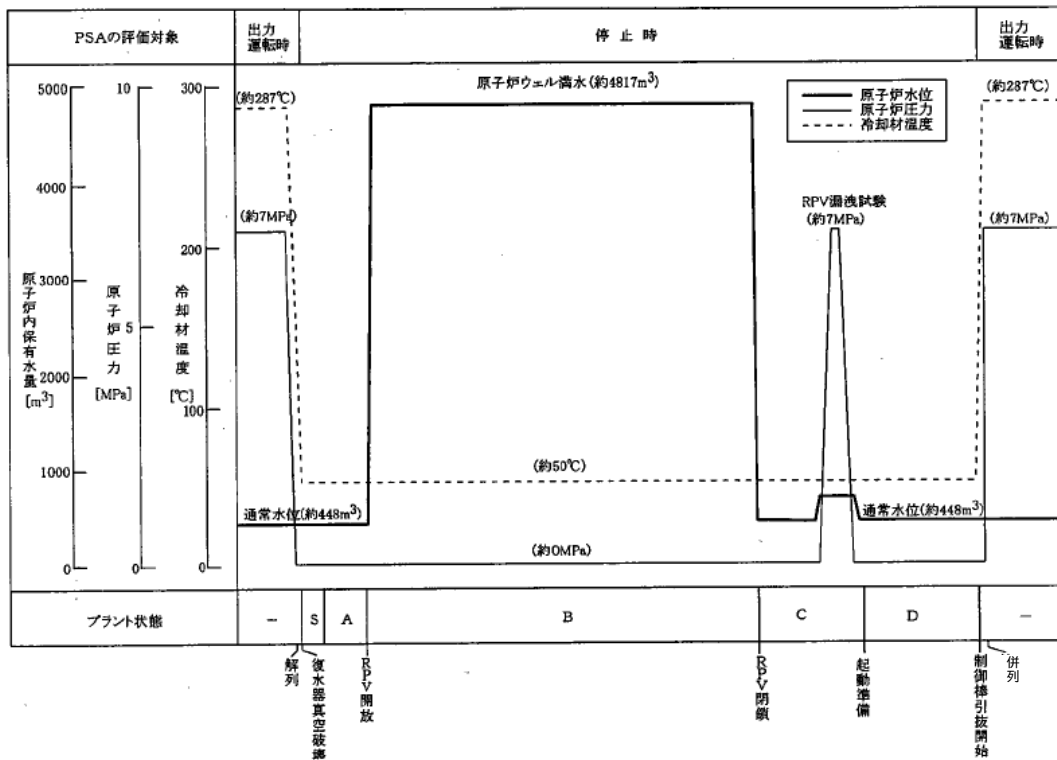 PSAの評価対象
出力
運転時
停止時
出力
運転時
5000
4000
3000
2000
1000
0
原子炉内保有水量
[m³]
10
5
0
原子炉圧力
[MPa]
300
200
100
0
冷却材温度
[℃]
(約287℃)
(約7MPa)
通常水位(約448m³)
原子炉ウェル満水(約4817m³)
(約50℃)
(約0MPa)
原子炉水位
原子炉圧力
冷却材温度
RPV漏洩試験
(約7MPa)
通常水位(約448m³)
(約287℃)
(約7MPa)
プラント状態
−
S
A
B
C
D
−
解列
復水器真空破壊
RPV開放
RPV閉鎖
起動準備
制御棒引抜開始
併列